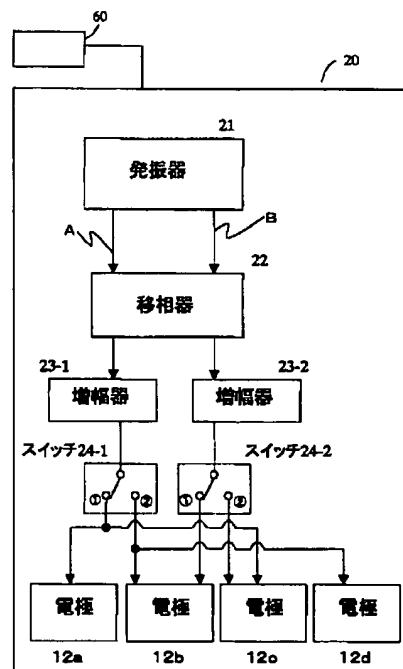 60
20
21
発振器
A
B
22
移相器
23-1
23-2
増幅器
増幅器
スイッチ24-1
スイッチ24-2
① ②
① ②
電極
電極
電極
電極
12a
12b
12c
12d